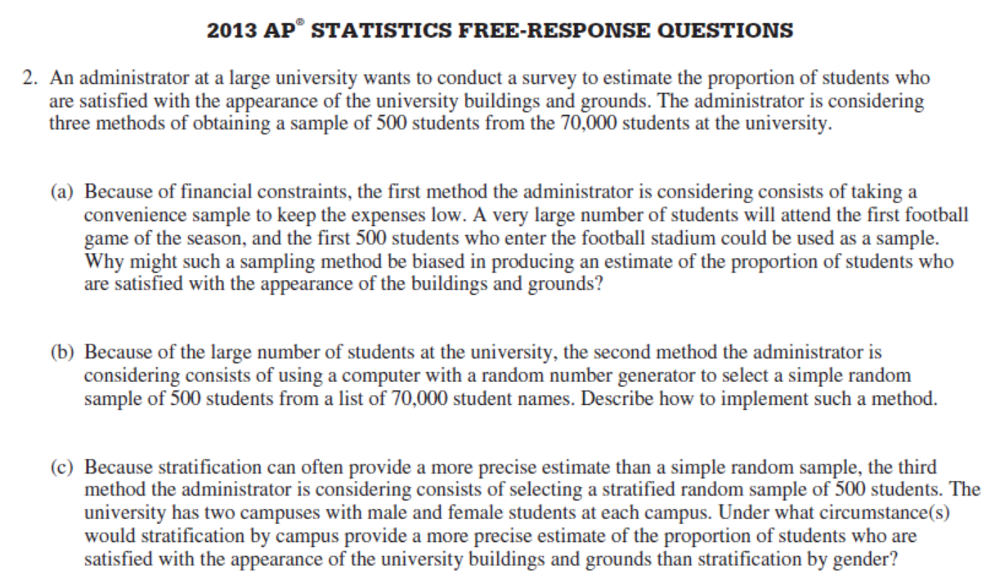 2013 AP® STATISTICS FREE-RESPONSE QUESTIONS
2. An administrator at a large university wants to conduct a survey to estimate the proportion of students who
are satisfied with the appearance of the university buildings and grounds. The administrator is considering
three methods of obtaining a sample of 500 students from the 70,000 students at the university.
(a) Because of financial constraints, the first method the administrator is considering consists of taking a
convenience sample to keep the expenses low. A very large number of students will attend the first football
game of the season, and the first 500 students who enter the football stadium could be used as a sample.
Why might such a sampling method be biased in producing an estimate of the proportion of students who
are satisfied with the appearance of the buildings and grounds?
(b) Because of the large number of students at the university, the second method the administrator is
considering consists of using a computer with a random number generator to select a simple random
sample of 500 students from a list of 70,000 student names. Describe how to implement such a method.
(c) Because stratification can often provide a more precise estimate than a simple random sample, the third
method the administrator is considering consists of selecting a stratified random sample of 500 students. The
university has two campuses with male and female students at each campus. Under what circumstance(s)
would stratification by campus provide a more precise estimate of the proportion of students who are
satisfied with the appearance of the university buildings and grounds than stratification by gender?